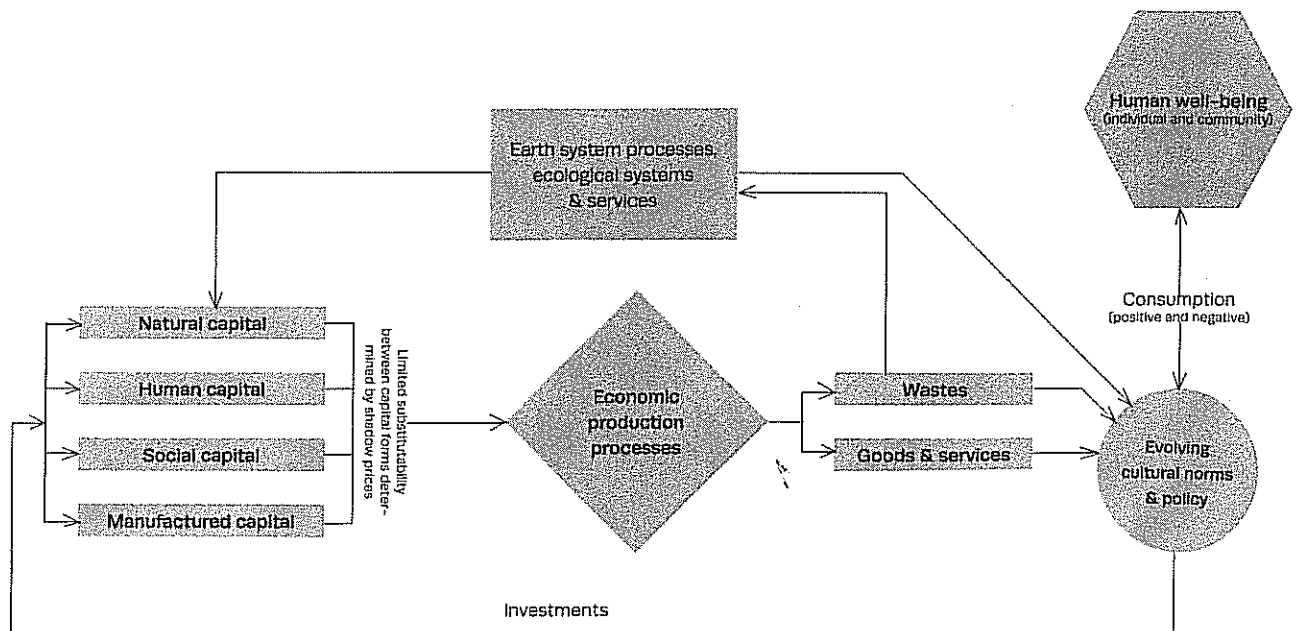 Human well-being
(individual and community)
Earth system processes,
ecological systems
& services
Consumption
(positive and negative)
Natural capital
Human capital
Social capital
Manufactured capital
Limited substitutability
between capital forms deter-
mined by shadow prices
Economic
production
processes
Wastes
Goods & services
Evolving
cultural norms
& policy
Investments